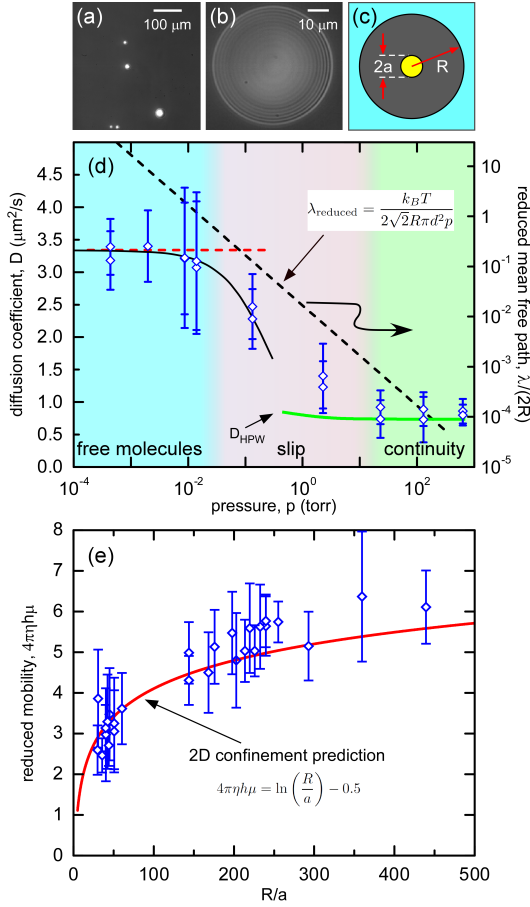 (a)
100 μm
(b)
10 μm
(c)
2a
R
(d)
diffusion coefficient, D (μm²/s)
4.5
4.0
3.5
3.0
2.5
2.0
1.5
1.0
0.5
0.0
λ_reduced = k_B T / 2√2Rπd²p
10
1
10⁻¹
10⁻²
10⁻³
10⁻⁴
10⁻⁵
reduced mean free path, λ/(2R)
D_HPW
free molecules
slip
continuity
10⁻⁴
10⁻²
10⁰
10²
pressure, p (torr)
(e)
reduced mobility, 4πηhμ
8
7
6
5
4
3
2
1
0
2D confinement prediction
4πηhμ = ln (R/a) − 0.5
0
100
200
300
400
500
R/a